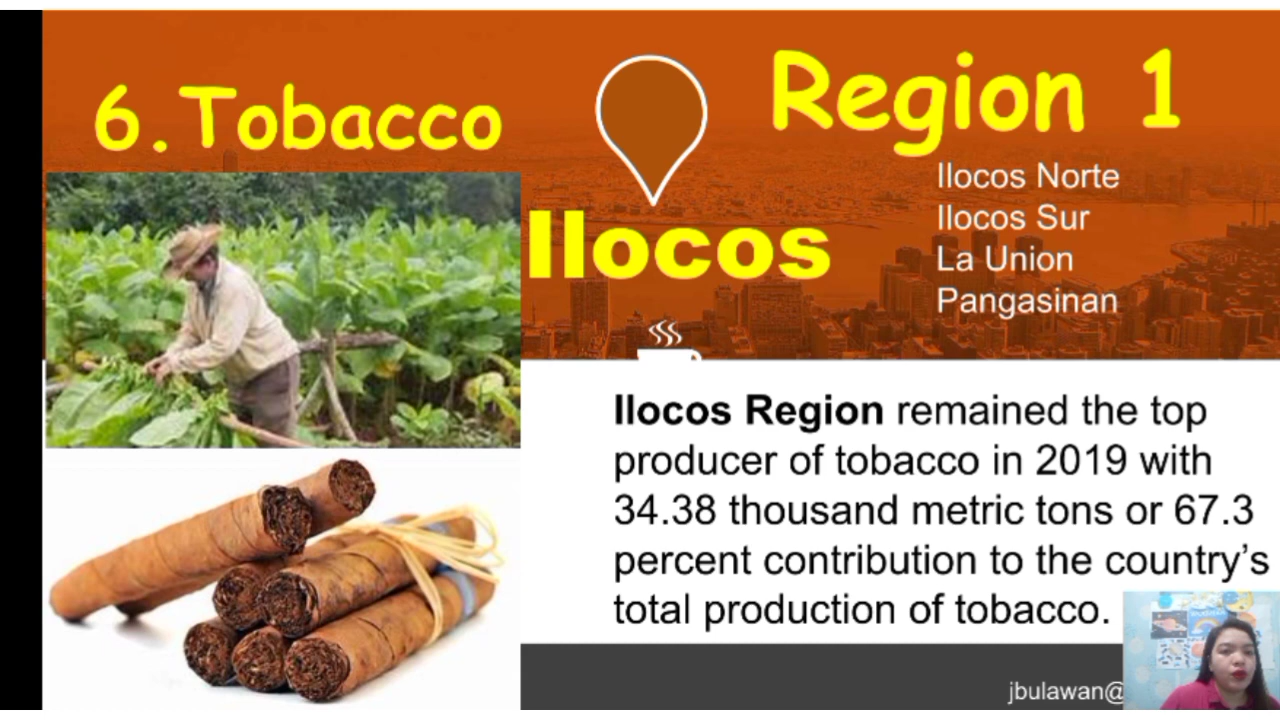 6.Tobacco
Region 1
Ilocos
Ilocos Norte
Ilocos Sur
La Union
Pangasinan
Ilocos Region remained the top
producer of tobacco in 2019 with
34.38 thousand metric tons or 67.3
percent contribution to the country's
total production of tobacco.
jbulawan@